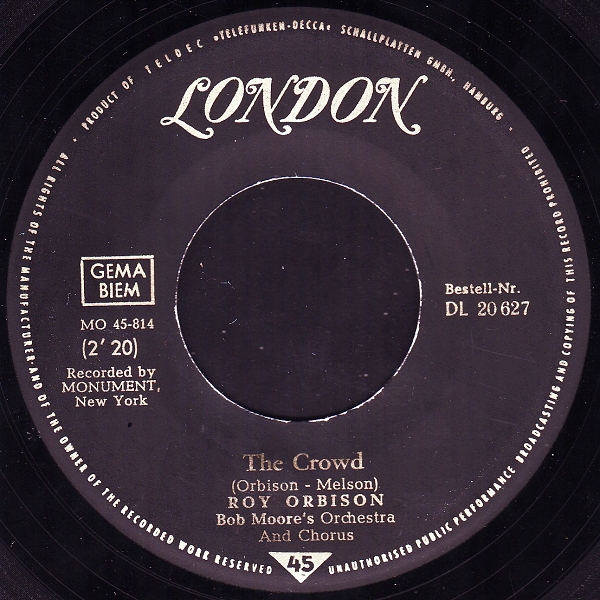 PRODUCT OF TELDEC »TELEFUNKEN-DECCA« SCHALLPLATTEN GMBH., HAMBURG
LONDON
GEMA
BIEM
MO 45-814
(2' 20)
Recorded by
MONUMENT,
New York
Bestell-Nr.
DL 20 627
The Crowd
(Orbison - Melson)
ROY ORBISON
Bob Moore's Orchestra
And Chorus
45
ALL RIGHTS OF THE MANUFACTURER AND OF THE OWNER OF THE RECORDED WORK RESERVED
UNAUTHORISED PUBLIC PERFORMANCE BROADCASTING AND COPYING OF THIS RECORD PROHIBITED